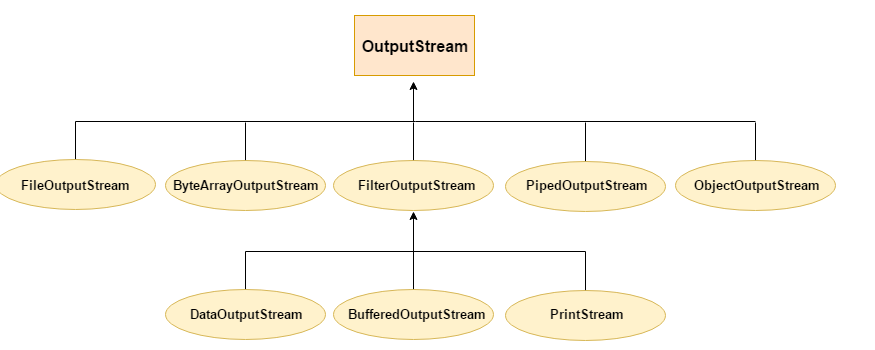 OutputStream
FileOutputStream
ByteArrayOutputStream
FilterOutputStream
PipedOutputStream
ObjectOutputStream
DataOutputStream
BufferedOutputStream
PrintStream